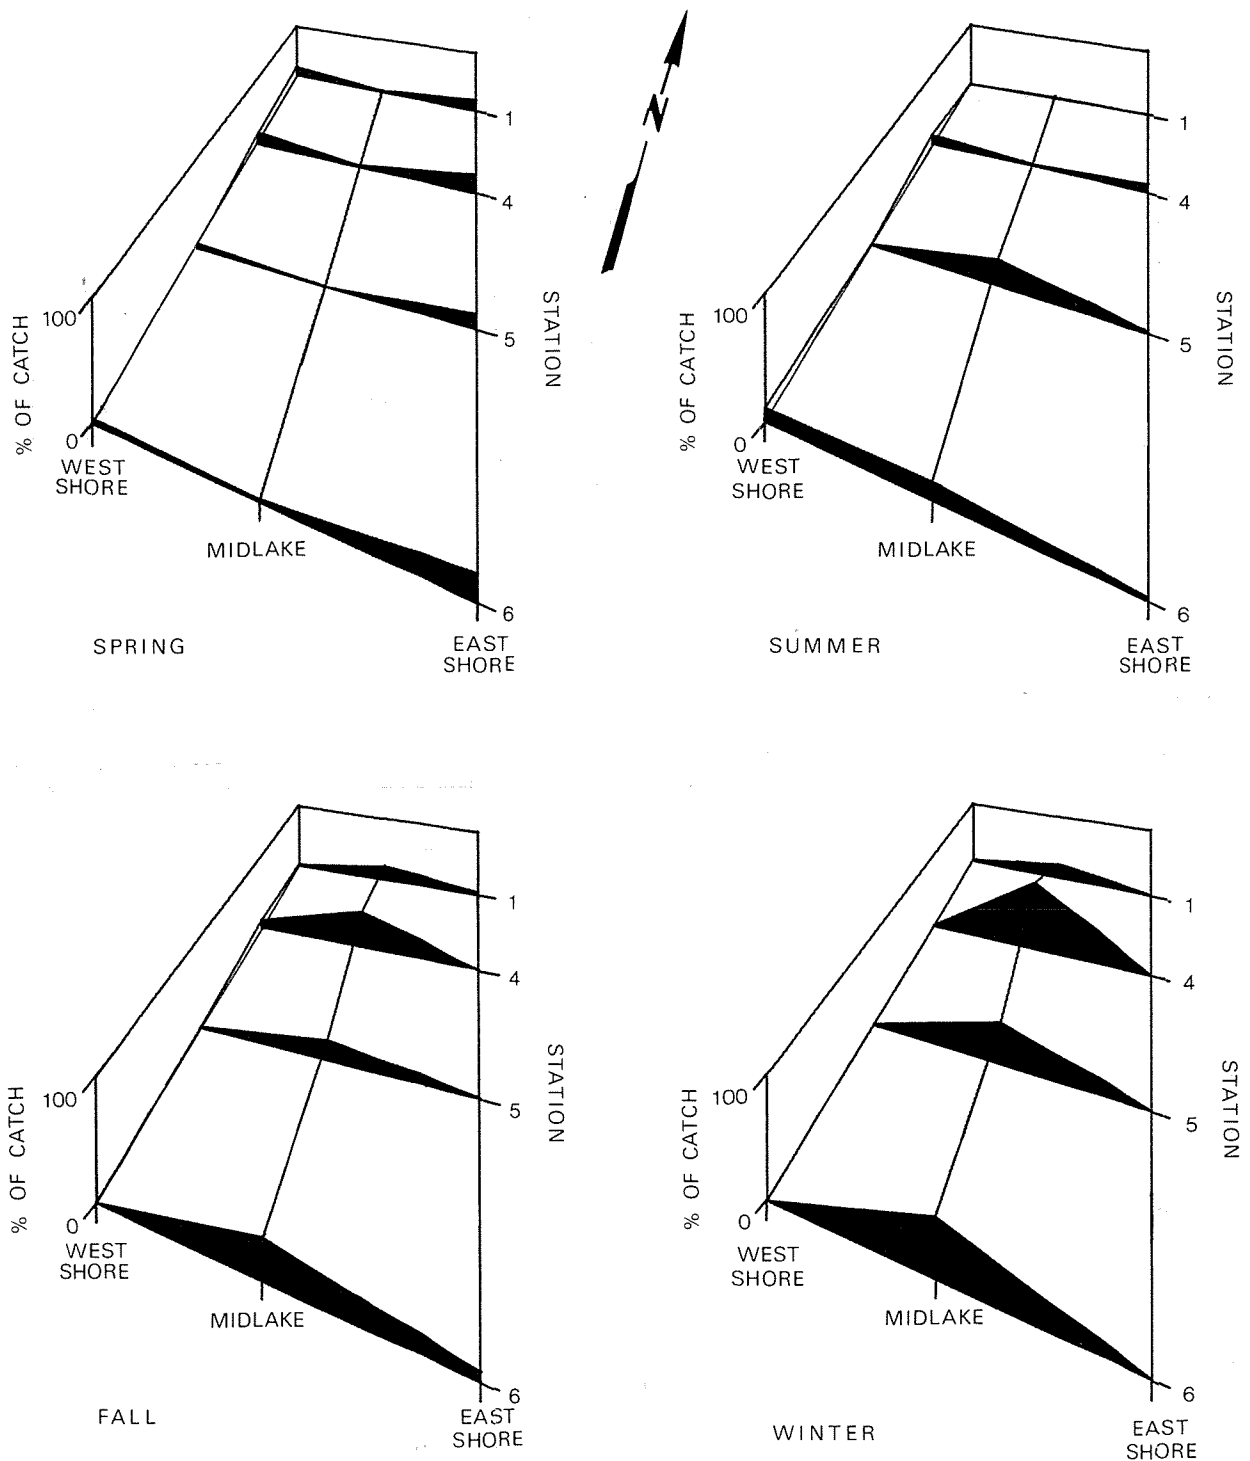 N
100
% OF CATCH
0
WEST
SHORE
MIDLAKE
EAST
SHORE
1
4
5
6
STATION
SPRING
100
% OF CATCH
0
WEST
SHORE
MIDLAKE
EAST
SHORE
1
4
5
6
STATION
SUMMER
100
% OF CATCH
0
WEST
SHORE
MIDLAKE
EAST
SHORE
1
4
5
6
STATION
FALL
100
% OF CATCH
0
WEST
SHORE
MIDLAKE
EAST
SHORE
1
4
5
6
STATION
WINTER